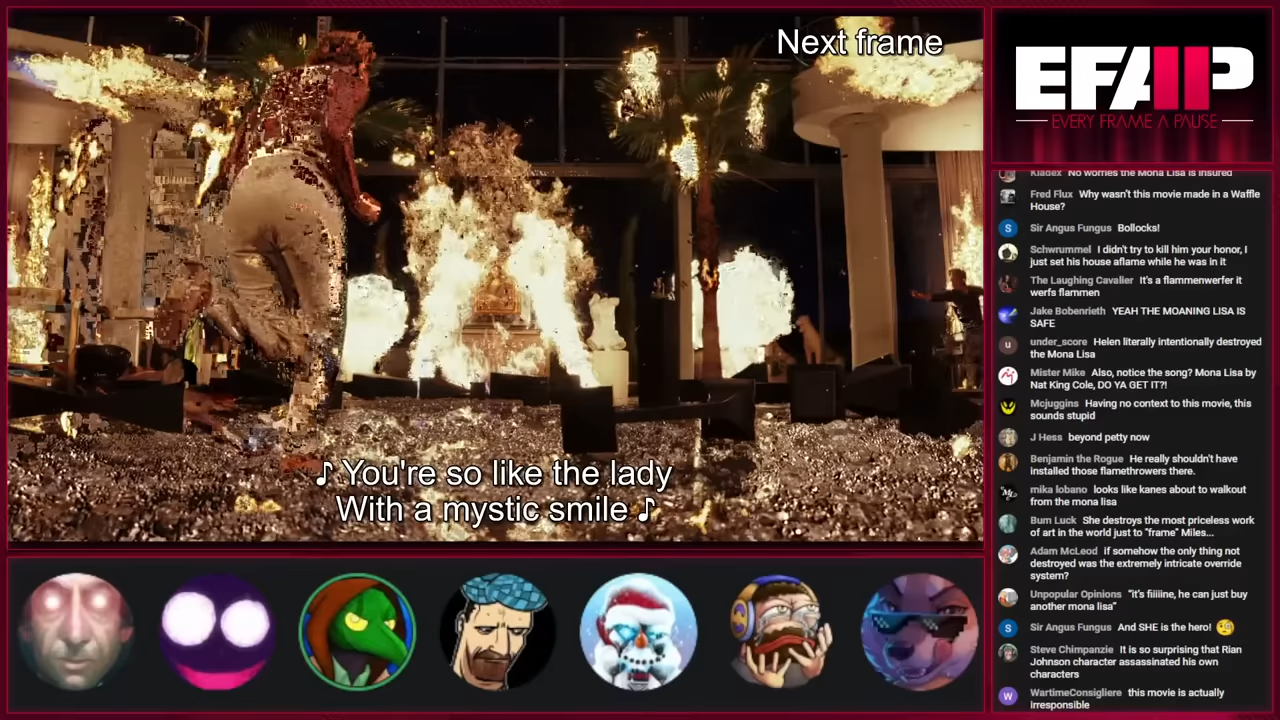 Next frame
♪ You're so like the lady
With a mystic smile ♪
EFAP
EVERY FRAME A PAUSE
Kladex No worries the Mona Lisa is insured
Fred Flux Why wasn't this movie made in a Waffle
House?
S
Sir Angus Fungus Bollocks!
Schwrummel I didn't try to kill him your honor, I
just set his house aflame while he was in it
The Laughing Cavalier It's a flammenwerfer it
werfs flammen
Jake Bobenrieth YEAH THE MOANING LISA IS
SAFE
u
under_score Helen literally intentionally destroyed
the Mona Lisa
Mister Mike Also, notice the song? Mona Lisa by
Nat King Cole, DO YA GET IT?!
Mcjuggins Having no context to this movie, this
sounds stupid
J Hess beyond petty now
Benjamin the Rogue He really shouldn't have
installed those flamethrowers there.
mika lobano looks like kanes about to walkout
from the mona lisa
Bum Luck She destroys the most priceless work
of art in the world just to "frame" Miles...
Adam McLeod if somehow the only thing not
destroyed was the extremely intricate override
system?
Unpopular Opinions "it's fiiiiine, he can just buy
another mona lisa"
S
Sir Angus Fungus And SHE is the hero! 🧐
Steve Chimpanzie It is so surprising that Rian
Johnson character assassinated his own
characters
W
WartimeConsigliere this movie is actually
irresponsible